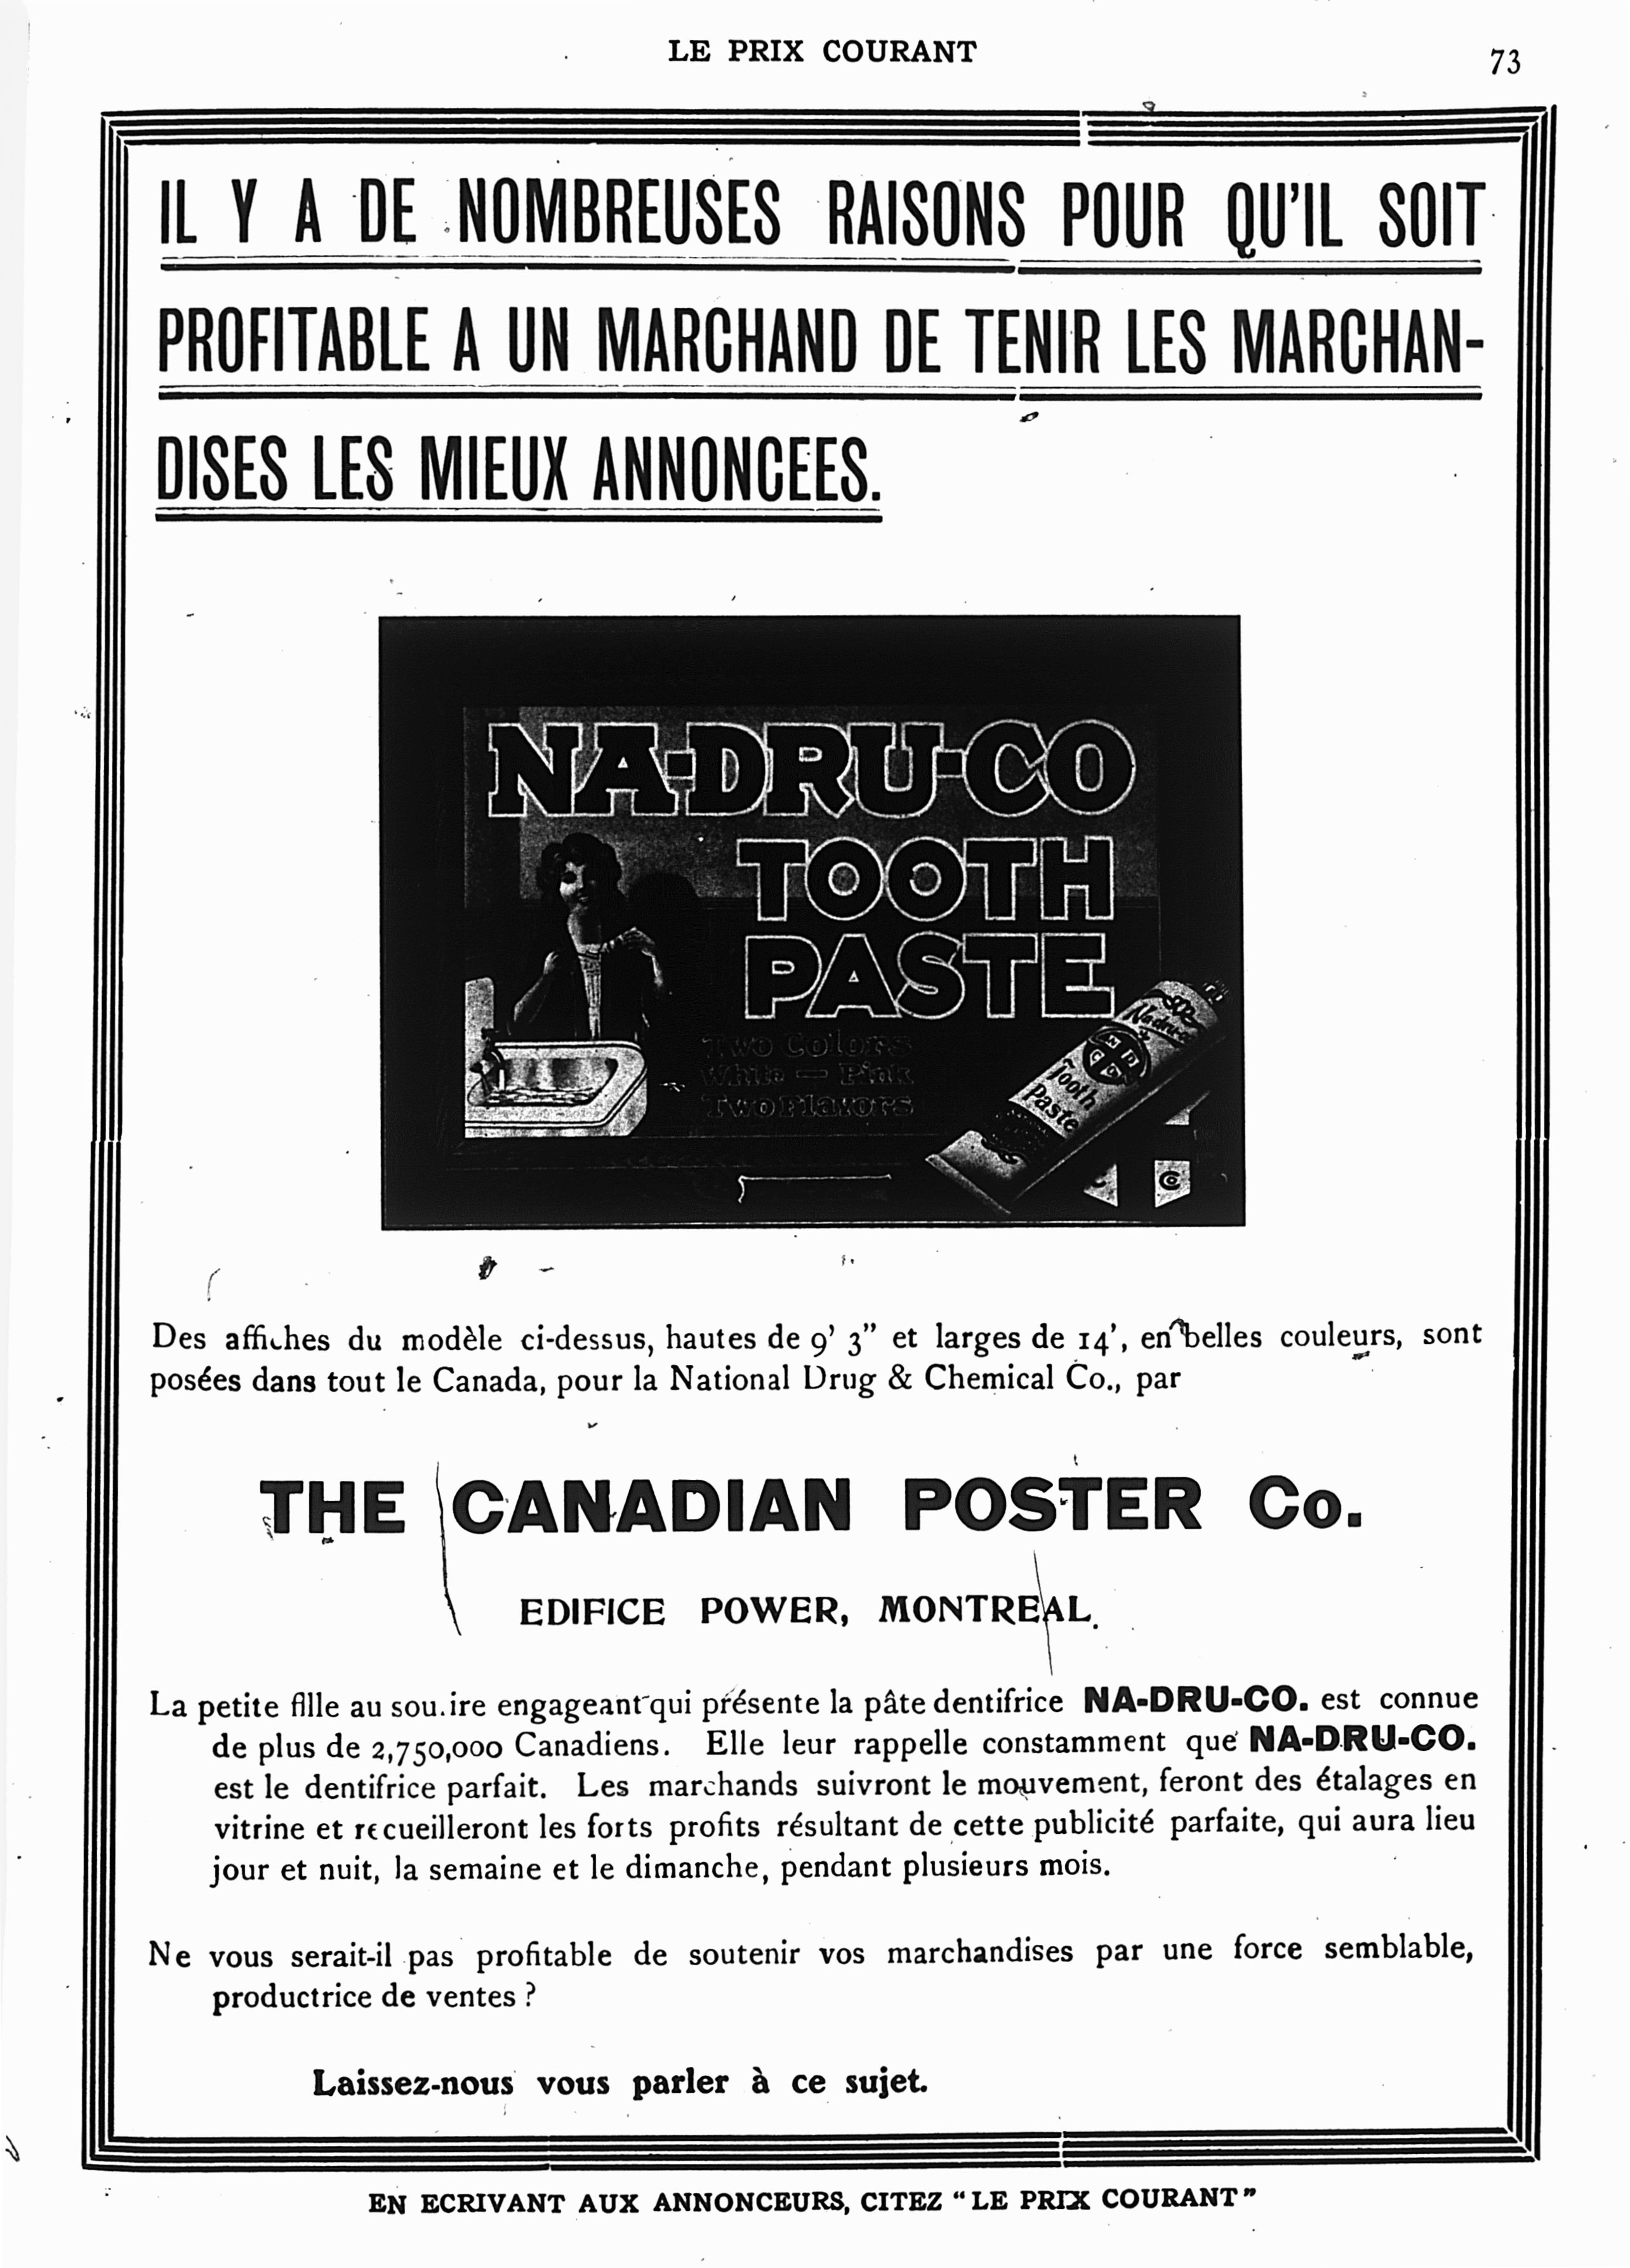 LE PRIX COURANT
73
IL Y A DE NOMBREUSES RAISONS POUR QU'IL SOIT
PROFITABLE A UN MARCHAND DE TENIR LES MARCHAN-
DISES LES MIEUX ANNONCEES.
NA-DRU-CO
TOOTH
PASTE
Two Colors
White — Pink
Two Flavors
Nadruco
Tooth
Paste
Des affiches du modèle ci-dessus, hautes de 9' 3" et larges de 14', en belles couleurs, sont
posées dans tout le Canada, pour la National Drug & Chemical Co., par
THE CANADIAN POSTER Co.
EDIFICE POWER, MONTREAL.
La petite fille au sourire engageant qui présente la pâte dentifrice NA-DRU-CO. est connue
de plus de 2,750,000 Canadiens. Elle leur rappelle constamment que NA-DRU-CO.
est le dentifrice parfait. Les marchands suivront le mouvement, feront des étalages en
vitrine et recueilleront les forts profits résultant de cette publicité parfaite, qui aura lieu
jour et nuit, la semaine et le dimanche, pendant plusieurs mois.
Ne vous serait-il pas profitable de soutenir vos marchandises par une force semblable,
productrice de ventes ?
Laissez-nous vous parler à ce sujet.
EN ECRIVANT AUX ANNONCEURS, CITEZ "LE PRIX COURANT"